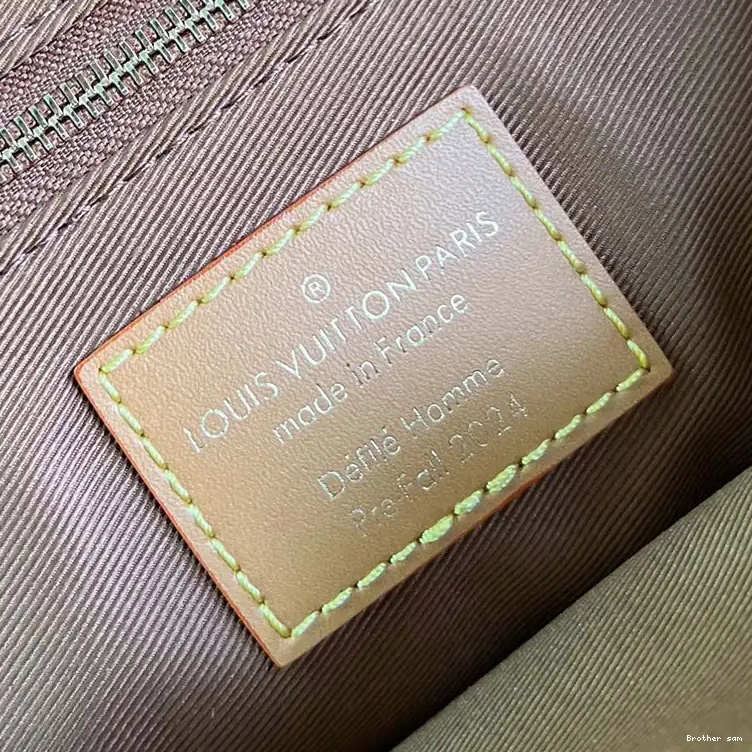 ®
LOUIS VUITTON PARIS
made in France
Défilé Homme
Pre-Fall 2024
Brother sam